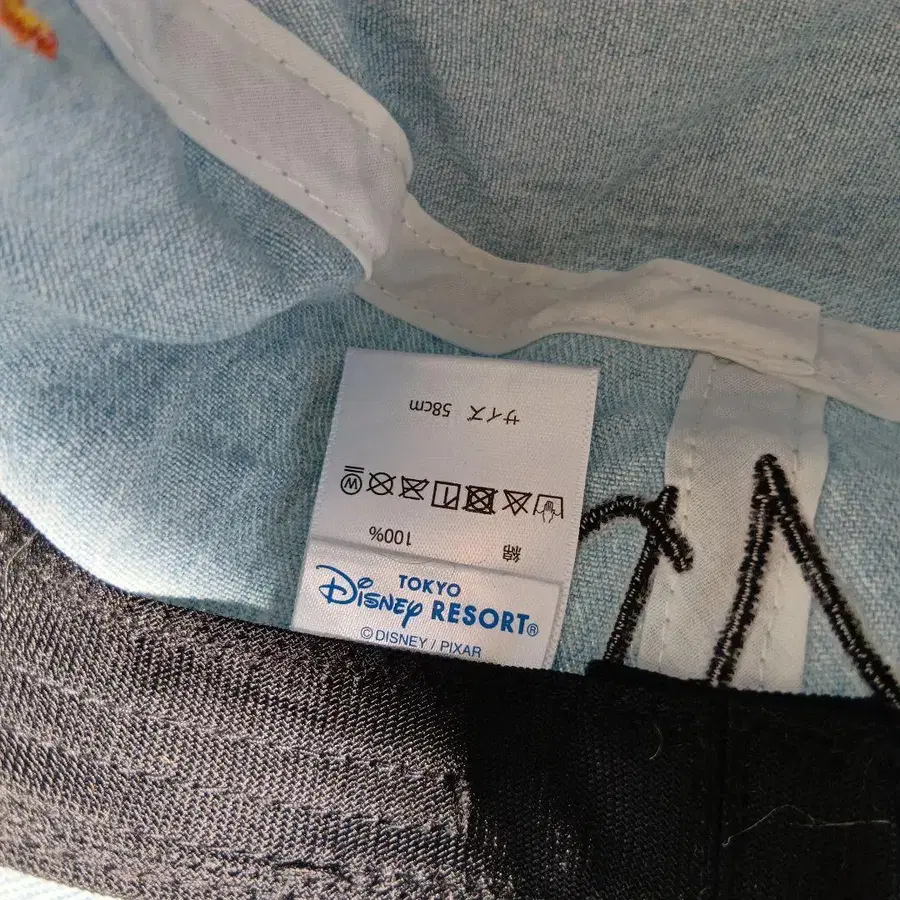 サイズ 58cm
W
綿 100%
TOKYO
DISNEY RESORT®
© DISNEY / PIXAR